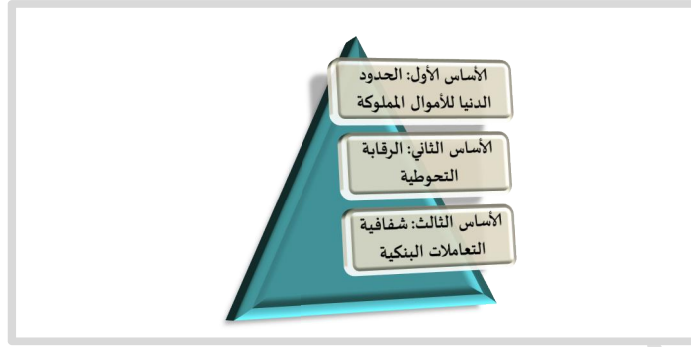 الأساس الأول: الحدود
الدنيا للأموال المملوكة
الأساس الثاني: الرقابة
التحوطية
الأساس الثالث: شفافية
التعاملات البنكية